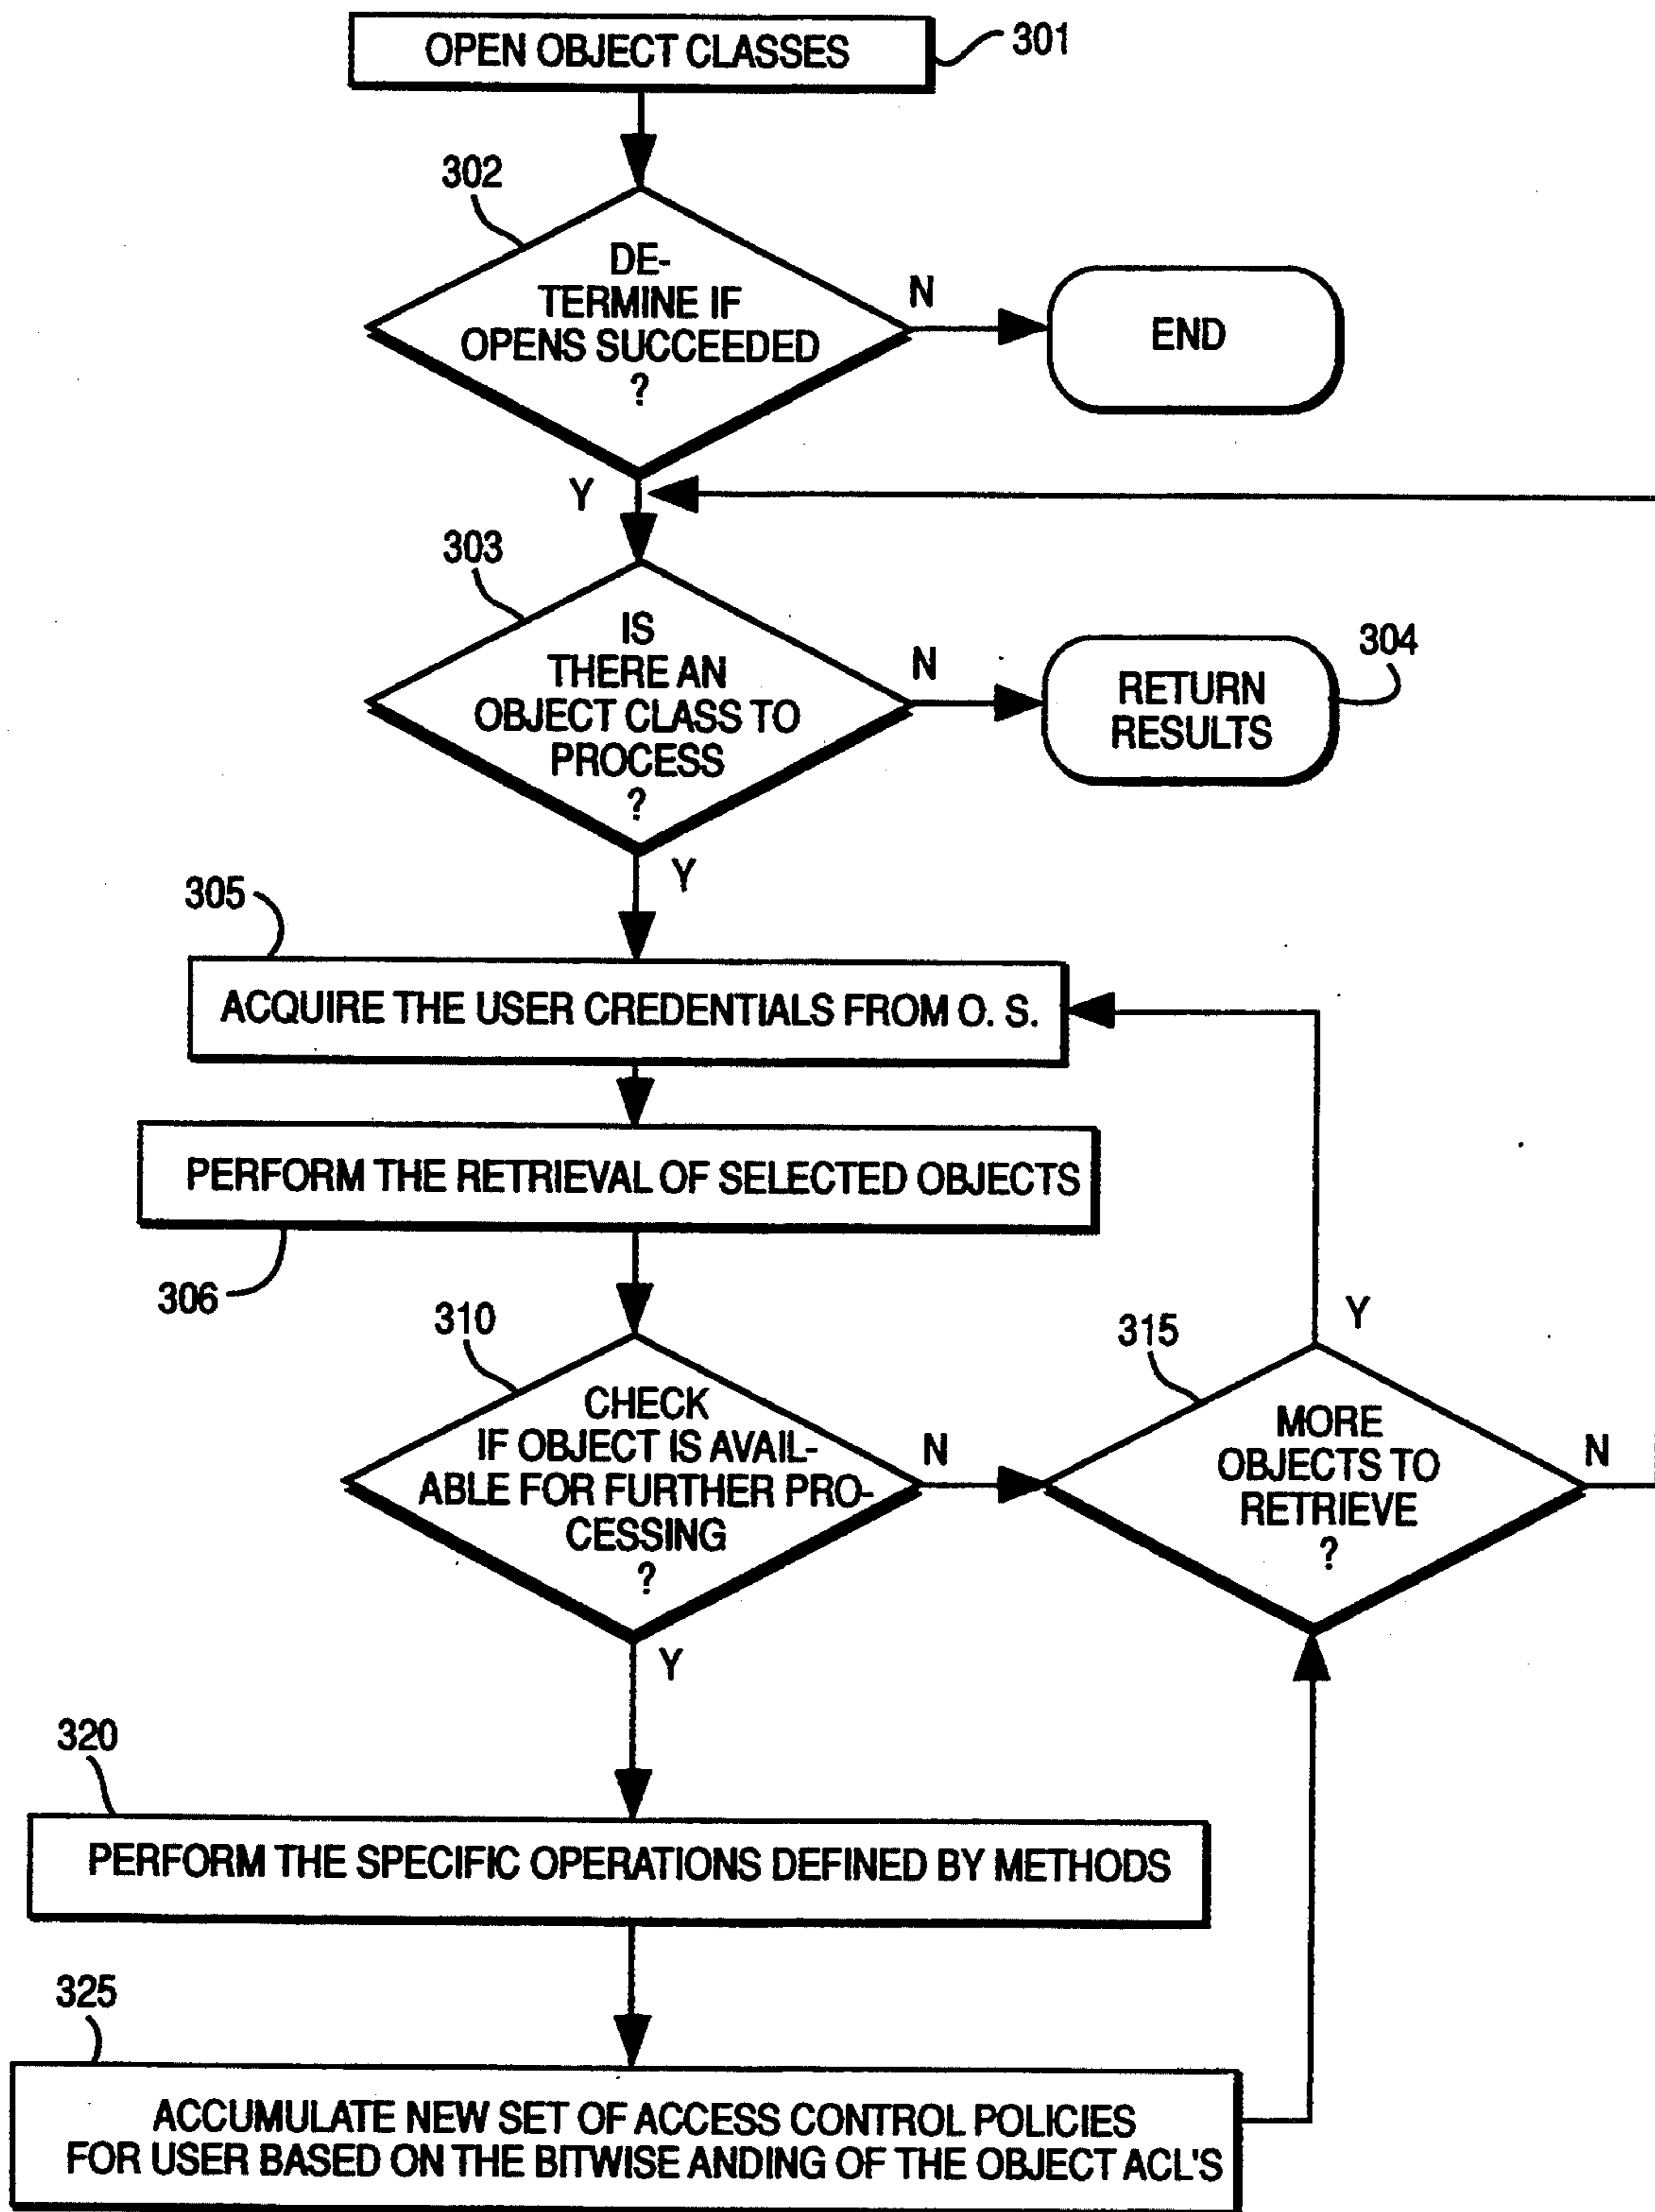 OPEN OBJECT CLASSES
301
302
DE-
TERMINE IF
OPENS SUCCEEDED
?
N
END
Y
303
IS
THERE AN
OBJECT CLASS TO
PROCESS
?
N
304
RETURN
RESULTS
Y
305
ACQUIRE THE USER CREDENTIALS FROM O. S.
PERFORM THE RETRIEVAL OF SELECTED OBJECTS
306
310
CHECK
IF OBJECT IS AVAIL-
ABLE FOR FURTHER PRO-
CESSING
?
N
Y
315
MORE
OBJECTS TO
RETRIEVE
?
Y
N
320
PERFORM THE SPECIFIC OPERATIONS DEFINED BY METHODS
325
ACCUMULATE NEW SET OF ACCESS CONTROL POLICIES
FOR USER BASED ON THE BITWISE ANDING OF THE OBJECT ACL'S